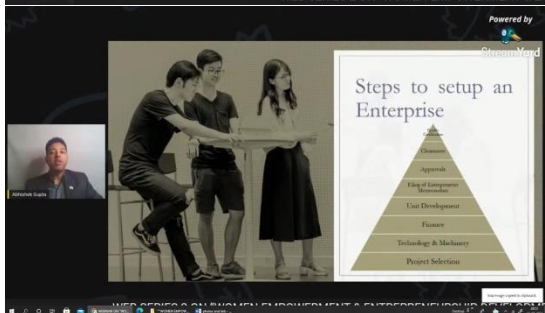 Powered by
StreamYard
Steps to setup an
Enterprise
Clearances
Approvals
Filing of Entrepreneurs
Memorandum
Unit Development
Finance
Technology & Machinery
Project Selection
Abhishek Gupta
WEB SERIES 2 ON "WOMEN EMPOWERMENT & ENTREPRENEURSHIP DEVELOPM